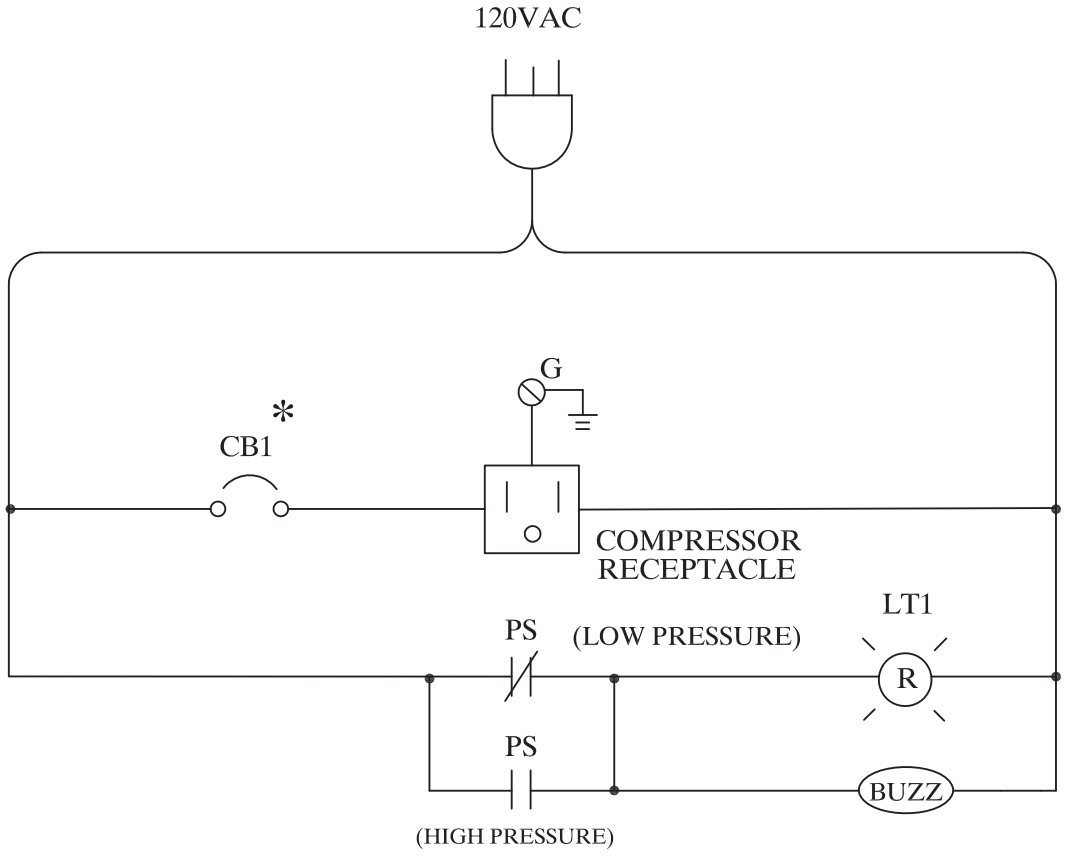 120VAC
G
*
CB1
COMPRESSOR
RECEPTACLE
LT1
PS
(LOW PRESSURE)
R
PS
BUZZ
(HIGH PRESSURE)